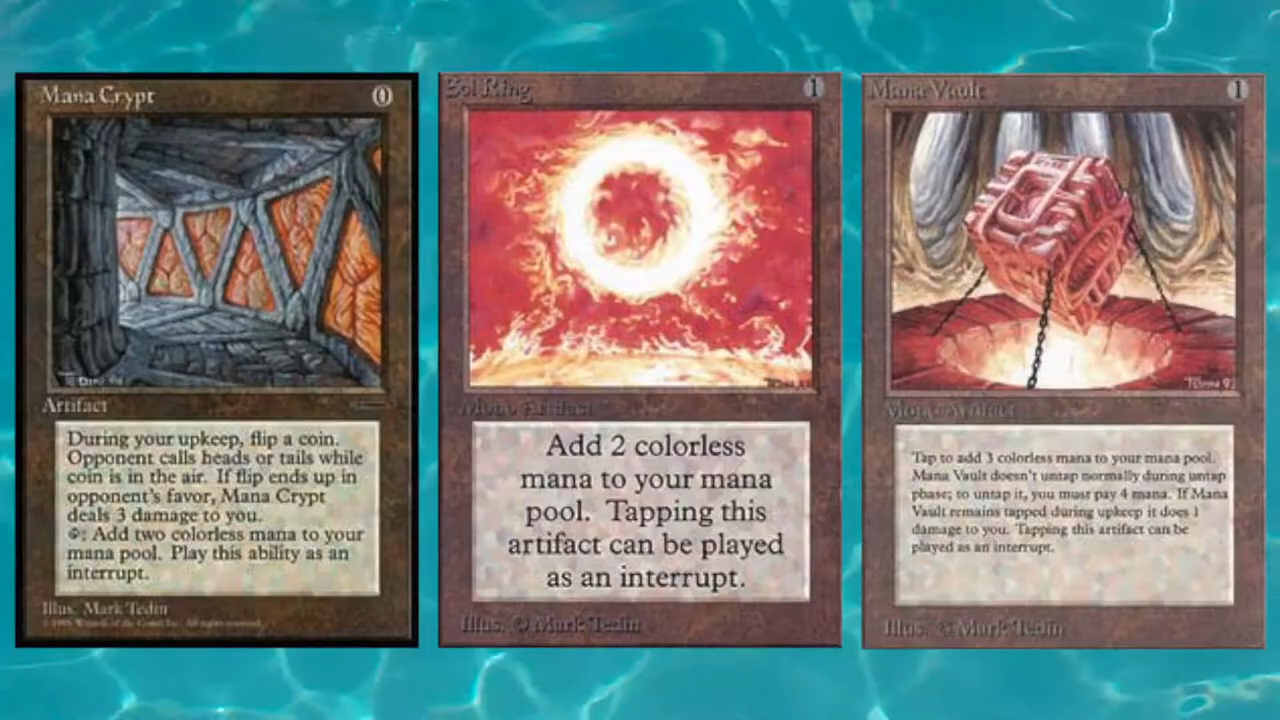 Mana Crypt
0
Artifact
During your upkeep, flip a coin.
Opponent calls heads or tails while
coin is in the air. If flip ends up in
opponent's favor, Mana Crypt
deals 3 damage to you.
: Add two colorless mana to your
mana pool. Play this ability as an
interrupt.
Illus. Mark Tedin
Sol Ring
1
Mono Artifact
Add 2 colorless
mana to your mana
pool. Tapping this
artifact can be played
as an interrupt.
Illus. © Mark Tedin
Mana Vault
1
Mono Artifact
Tap to add 3 colorless mana to your mana pool.
Mana Vault doesn't untap normally during untap
phase; to untap it, you must pay 4 mana. If Mana
Vault remains tapped during upkeep it does 1
damage to you. Tapping this artifact can be
played as an interrupt.
Illus. © Mark Tedin